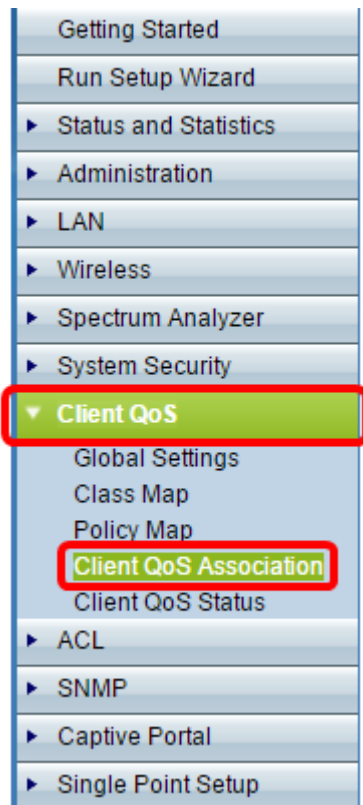 Getting Started
Run Setup Wizard
Status and Statistics
Administration
LAN
Wireless
Spectrum Analyzer
System Security
Client QoS
Global Settings
Class Map
Policy Map
Client QoS Association
Client QoS Status
ACL
SNMP
Captive Portal
Single Point Setup